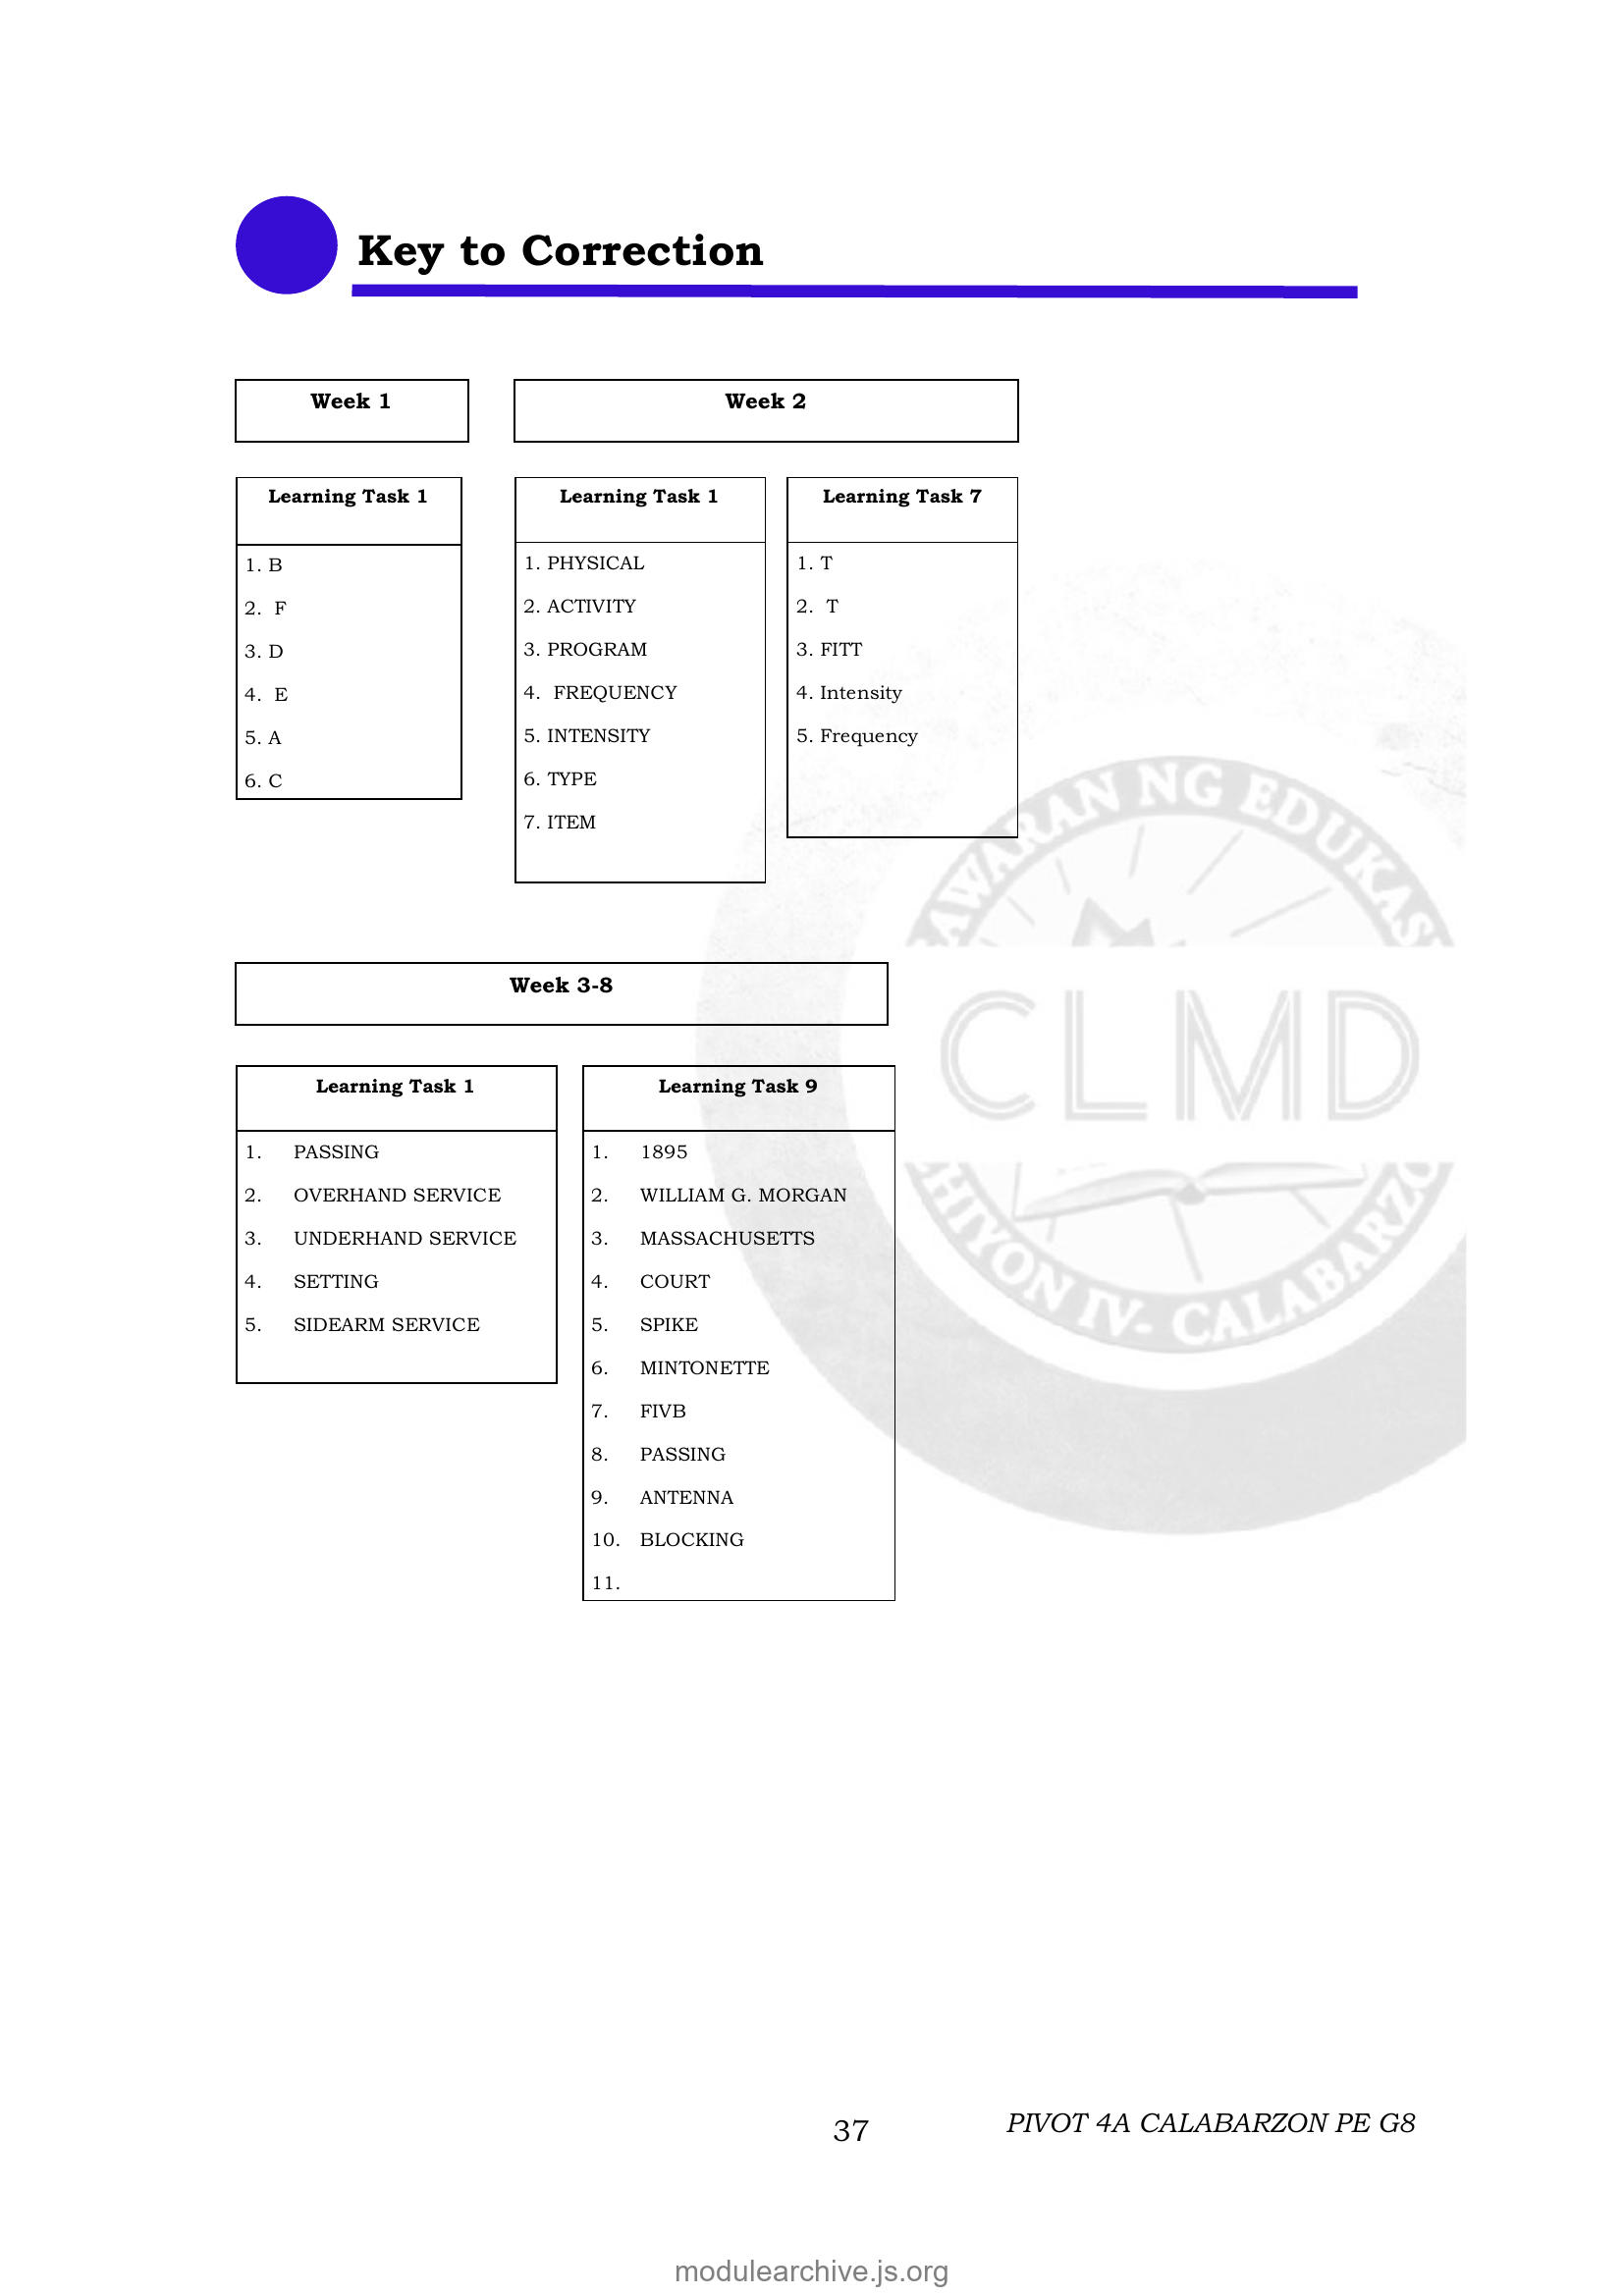 Key to Correction
Week 1
Learning Task 1
1. B
2. F
3. D
4. E
5. A
6. C
Week 2
Learning Task 1
1. PHYSICAL
2. ACTIVITY
3. PROGRAM
4. FREQUENCY
5. INTENSITY
6. TYPE
7. ITEM
Learning Task 7
1. T
2. T
3. FITT
4. Intensity
5. Frequency
Week 3-8
Learning Task 1
1. PASSING
2. OVERHAND SERVICE
3. UNDERHAND SERVICE
4. SETTING
5. SIDEARM SERVICE
Learning Task 9
1. 1895
2. WILLIAM G. MORGAN
3. MASSACHUSETTS
4. COURT
5. SPIKE
6. MINTONETTE
7. FIVB
8. PASSING
9. ANTENNA
10. BLOCKING
11.
AWARAN NG EDUKAS
CLMD
HIYON IV- CALABARZO
37
PIVOT 4A CALABARZON PE G8
modulearchive.js.org